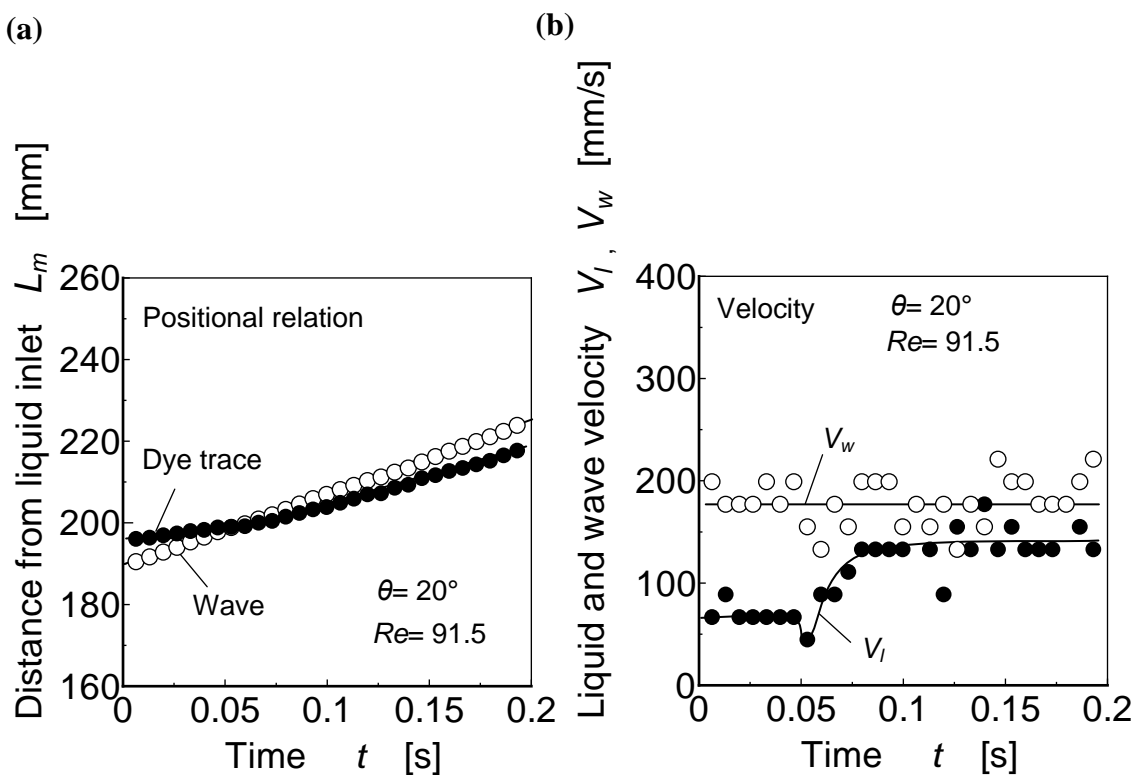 (a)
Distance from liquid inlet L_m [mm]
260
240
220
200
180
160
Positional relation
Dye trace
Wave
θ= 20°
Re= 91.5
0 0.05 0.1 0.15 0.2
Time t [s]
(b)
Liquid and wave velocity V_l , V_w [mm/s]
400
300
200
100
0
Velocity
θ= 20°
Re= 91.5
V_w
V_l
0 0.05 0.1 0.15 0.2
Time t [s]